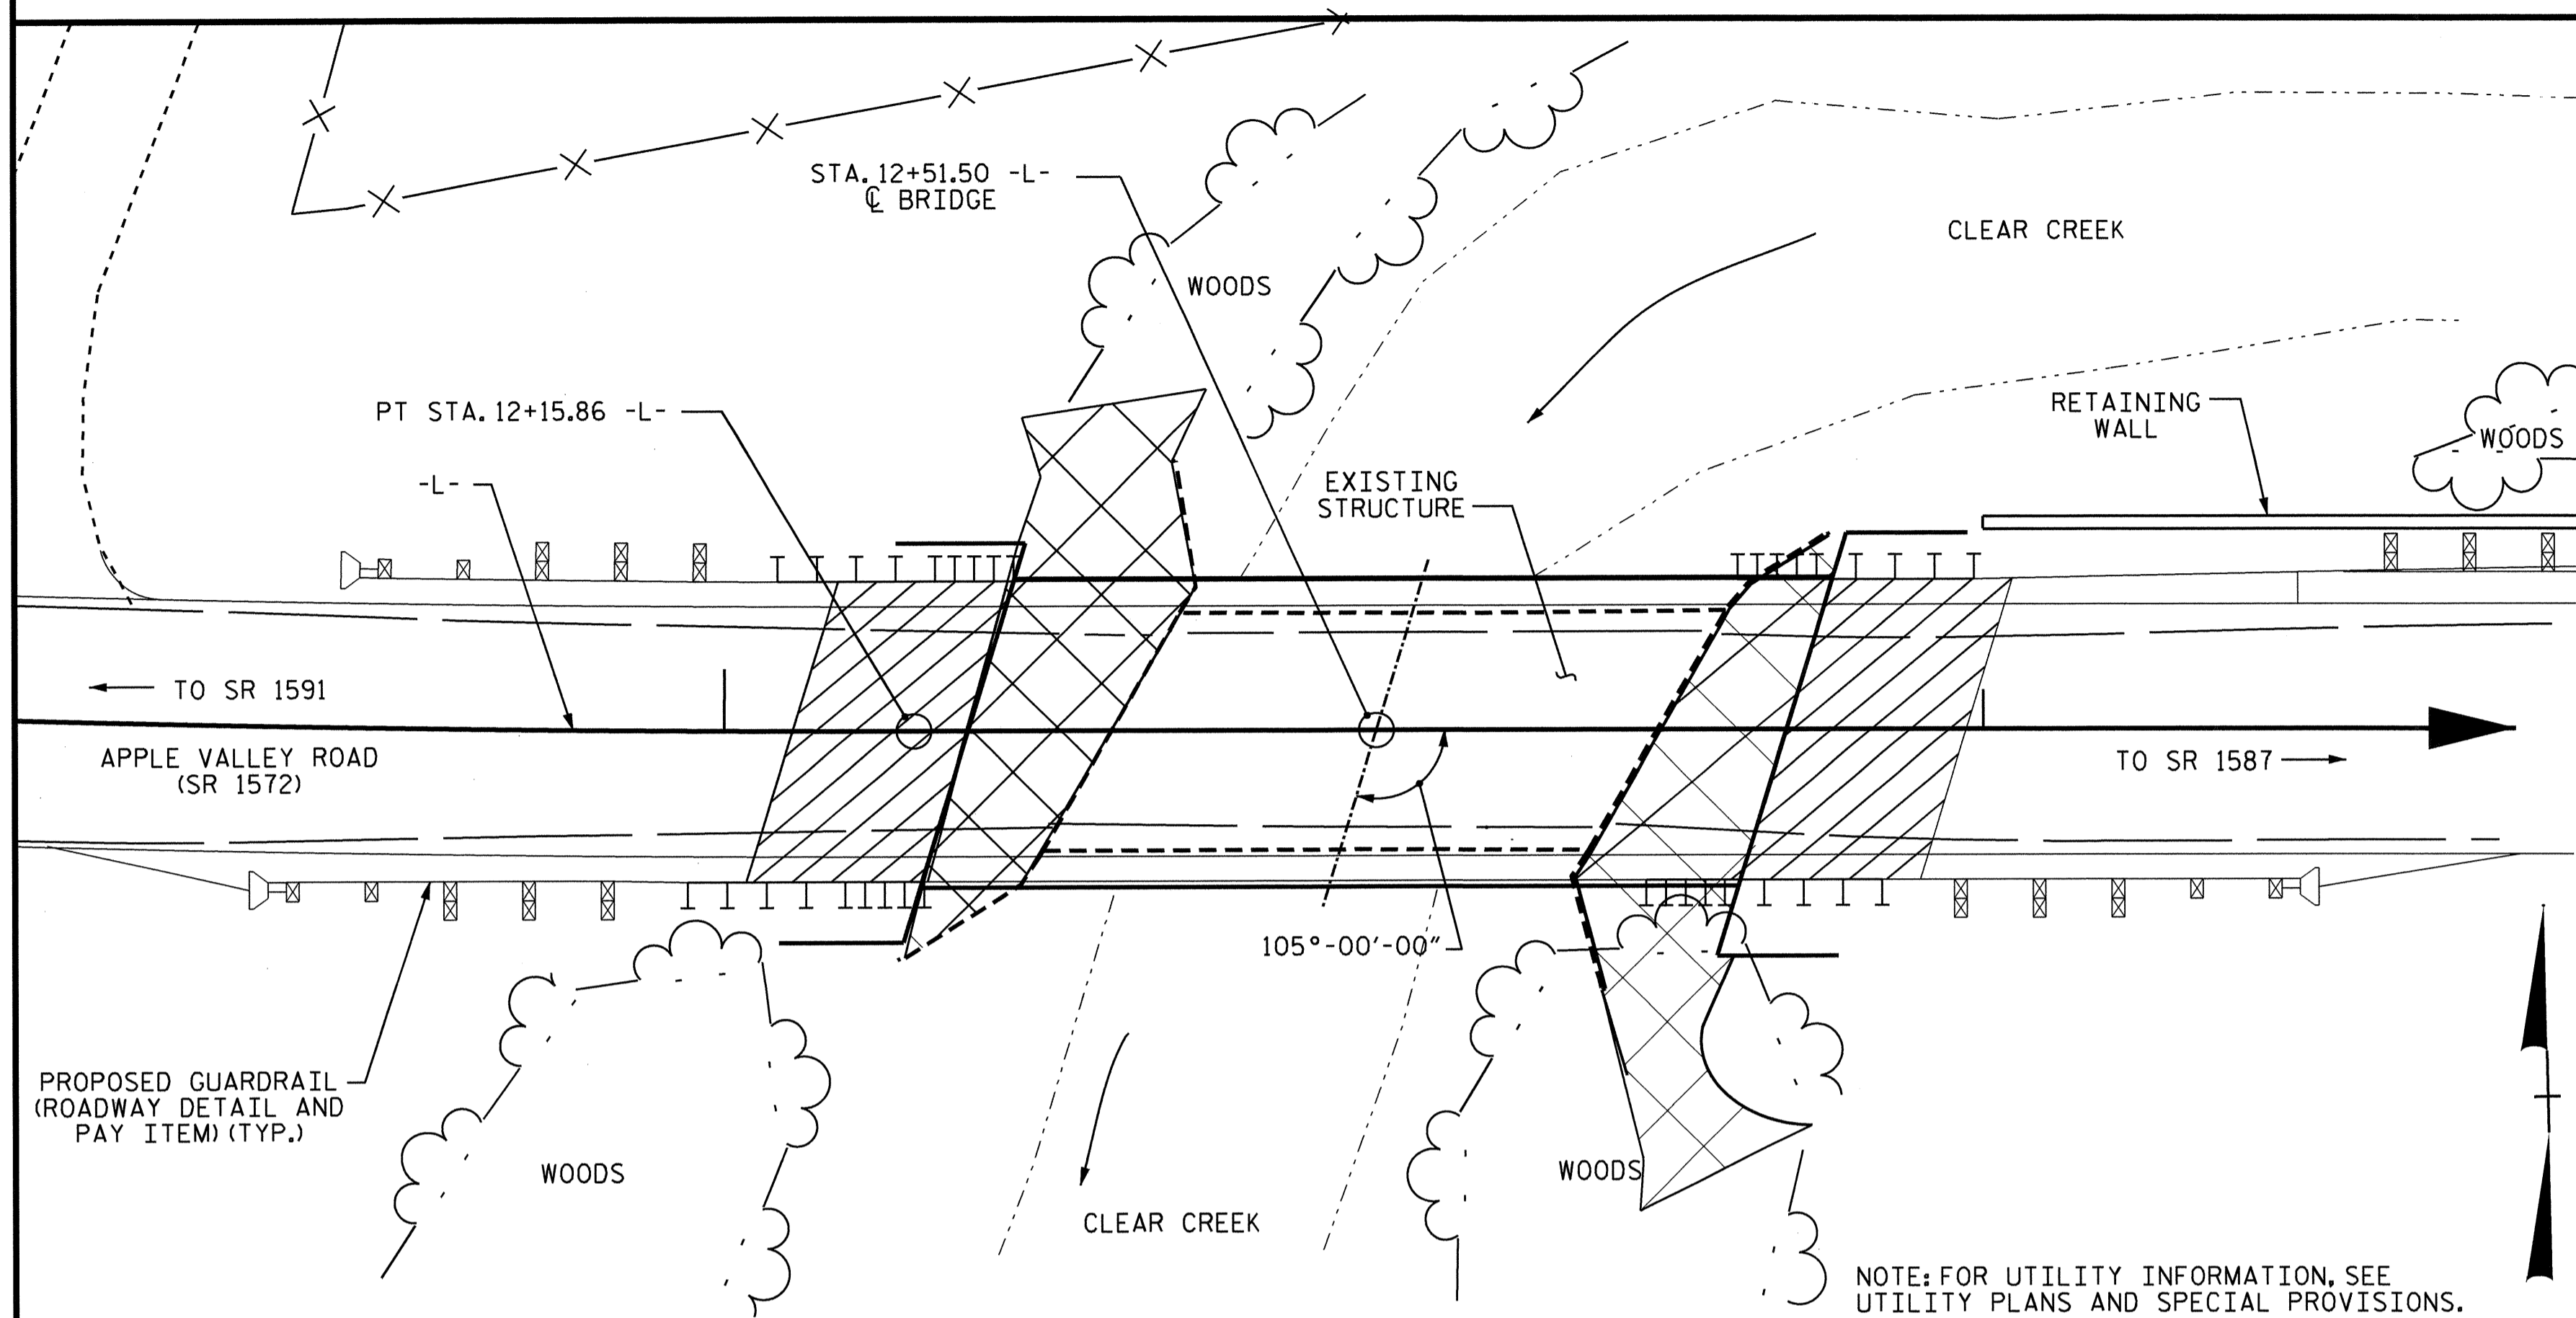 STA. 12+51.50 -L-
℄ BRIDGE
CLEAR CREEK
WOODS
PT STA. 12+15.86 -L-
RETAINING
WALL
WOODS
-L-
EXISTING
STRUCTURE
TO SR 1591
APPLE VALLEY ROAD
(SR 1572)
TO SR 1587
105°-00'-00"
PROPOSED GUARDRAIL
(ROADWAY DETAIL AND
PAY ITEM) (TYP.)
WOODS
WOODS
CLEAR CREEK
NOTE: FOR UTILITY INFORMATION, SEE
UTILITY PLANS AND SPECIAL PROVISIONS.